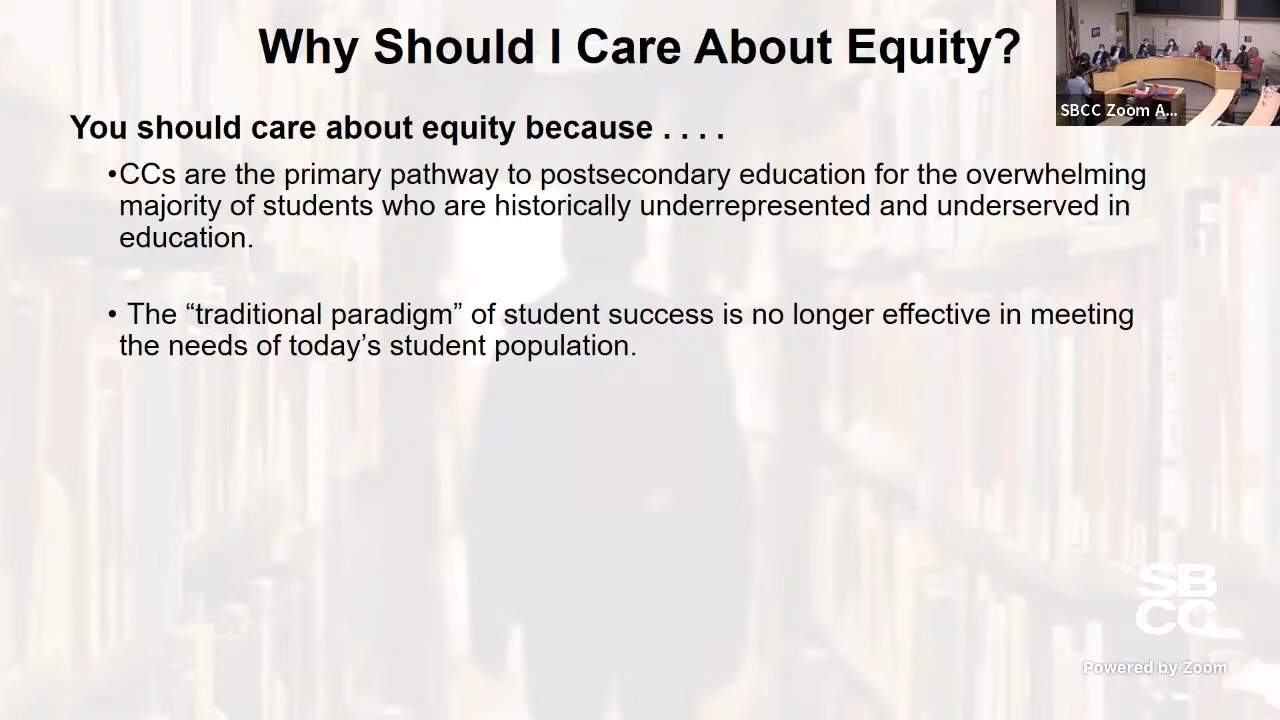 Why Should I Care About Equity?
SBCC Zoom A...
You should care about equity because . . . .
•CCs are the primary pathway to postsecondary education for the overwhelming
majority of students who are historically underrepresented and underserved in
education.
• The “traditional paradigm” of student success is no longer effective in meeting
the needs of today’s student population.
SB
CC
Powered by Zoom